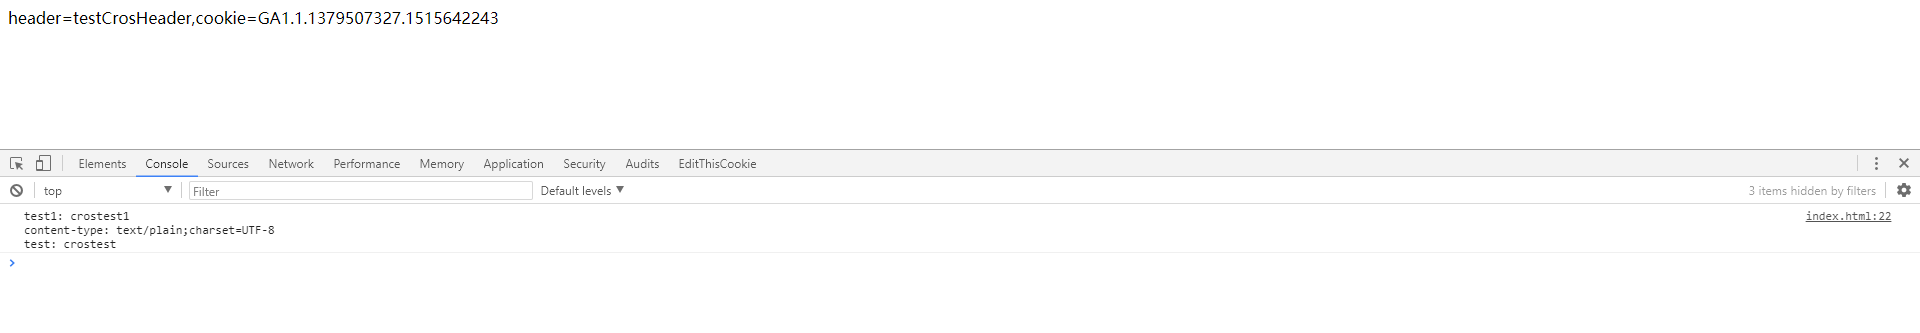 header=testCrosHeader,cookie=GA1.1.1379507327.1515642243
Elements Console Sources Network Performance Memory Application Security Audits EditThisCookie
top Filter Default levels 3 items hidden by filters
test1: crostest1 index.html:22
content-type: text/plain;charset=UTF-8
test: crostest